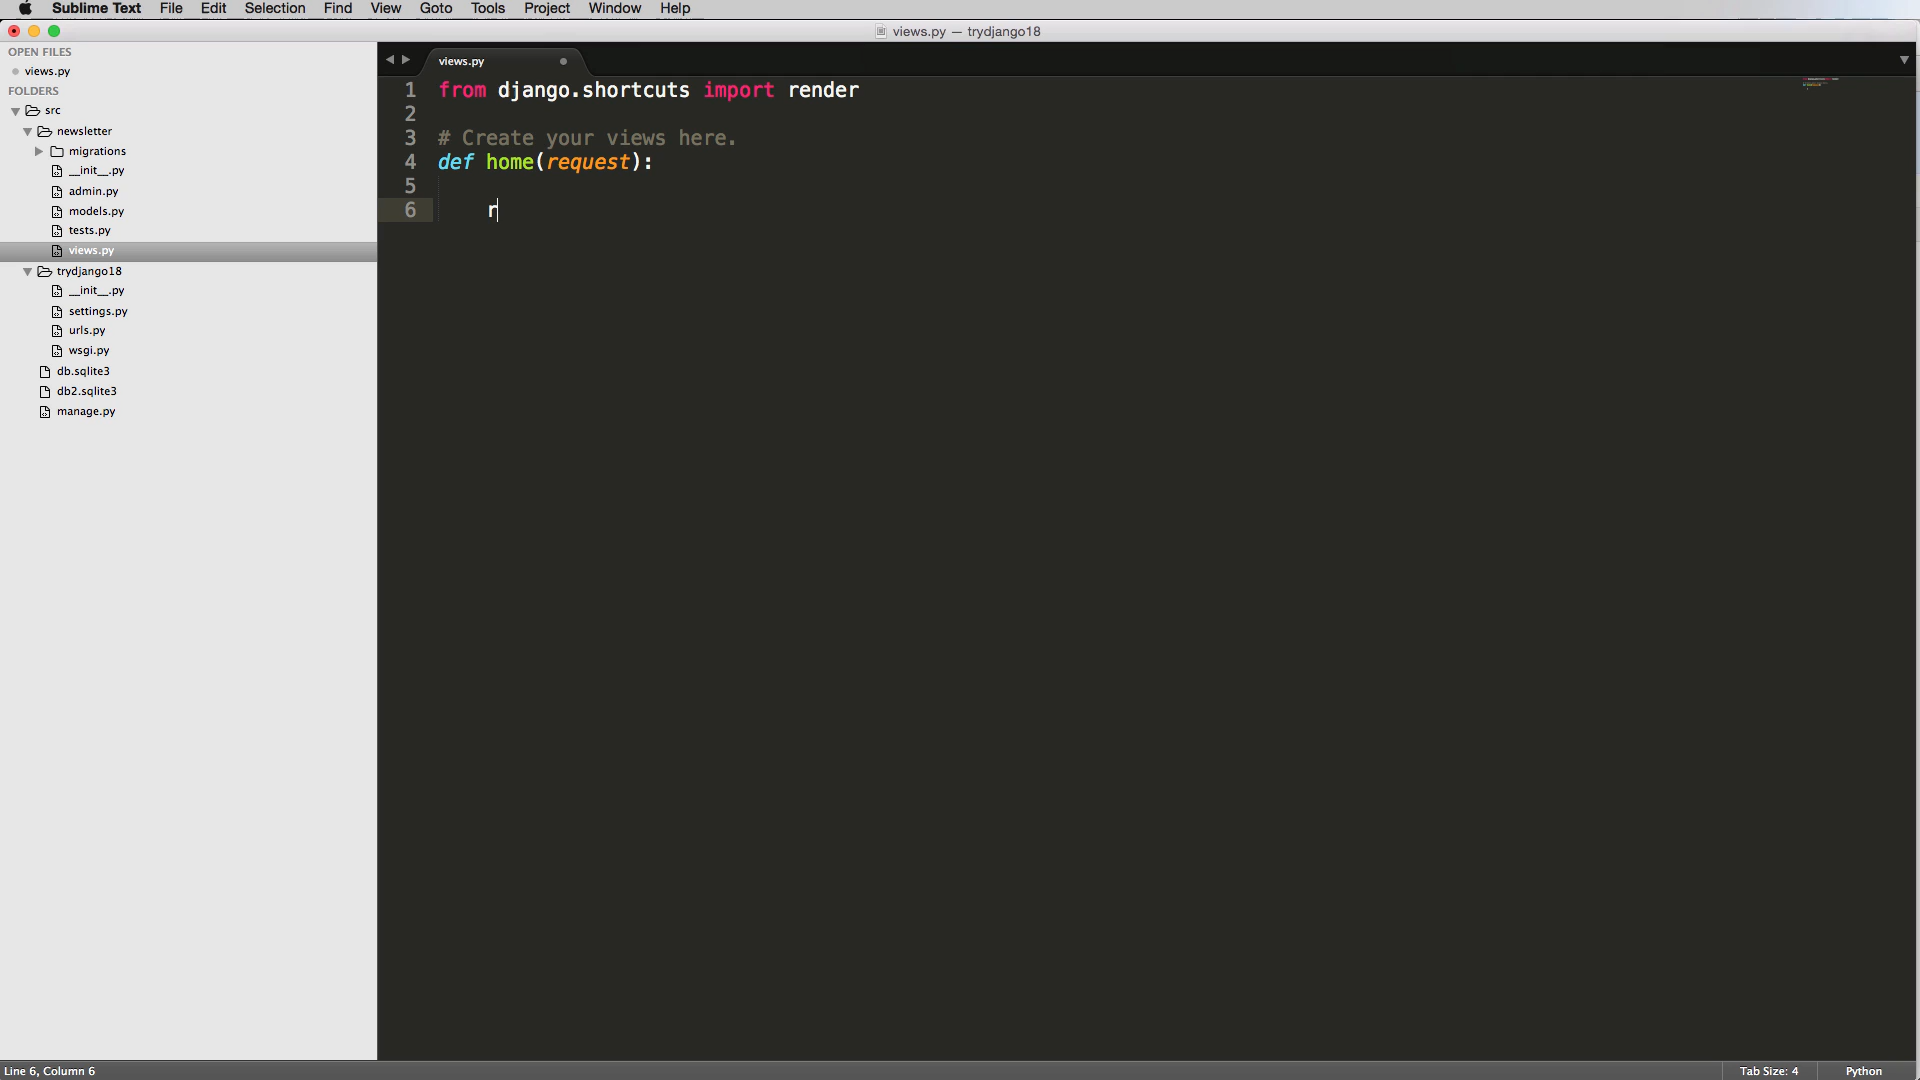 Sublime Text File Edit Selection Find View Goto Tools Project Window Help
views.py — trydjango18
OPEN FILES
views.py
FOLDERS
src
newsletter
migrations
__init__.py
admin.py
models.py
tests.py
views.py
trydjango18
__init__.py
settings.py
urls.py
wsgi.py
db.sqlite3
db2.sqlite3
manage.py
views.py
1 from django.shortcuts import render
2
3 # Create your views here.
4 def home(request):
5
6     r
Line 6, Column 6
Tab Size: 4
Python